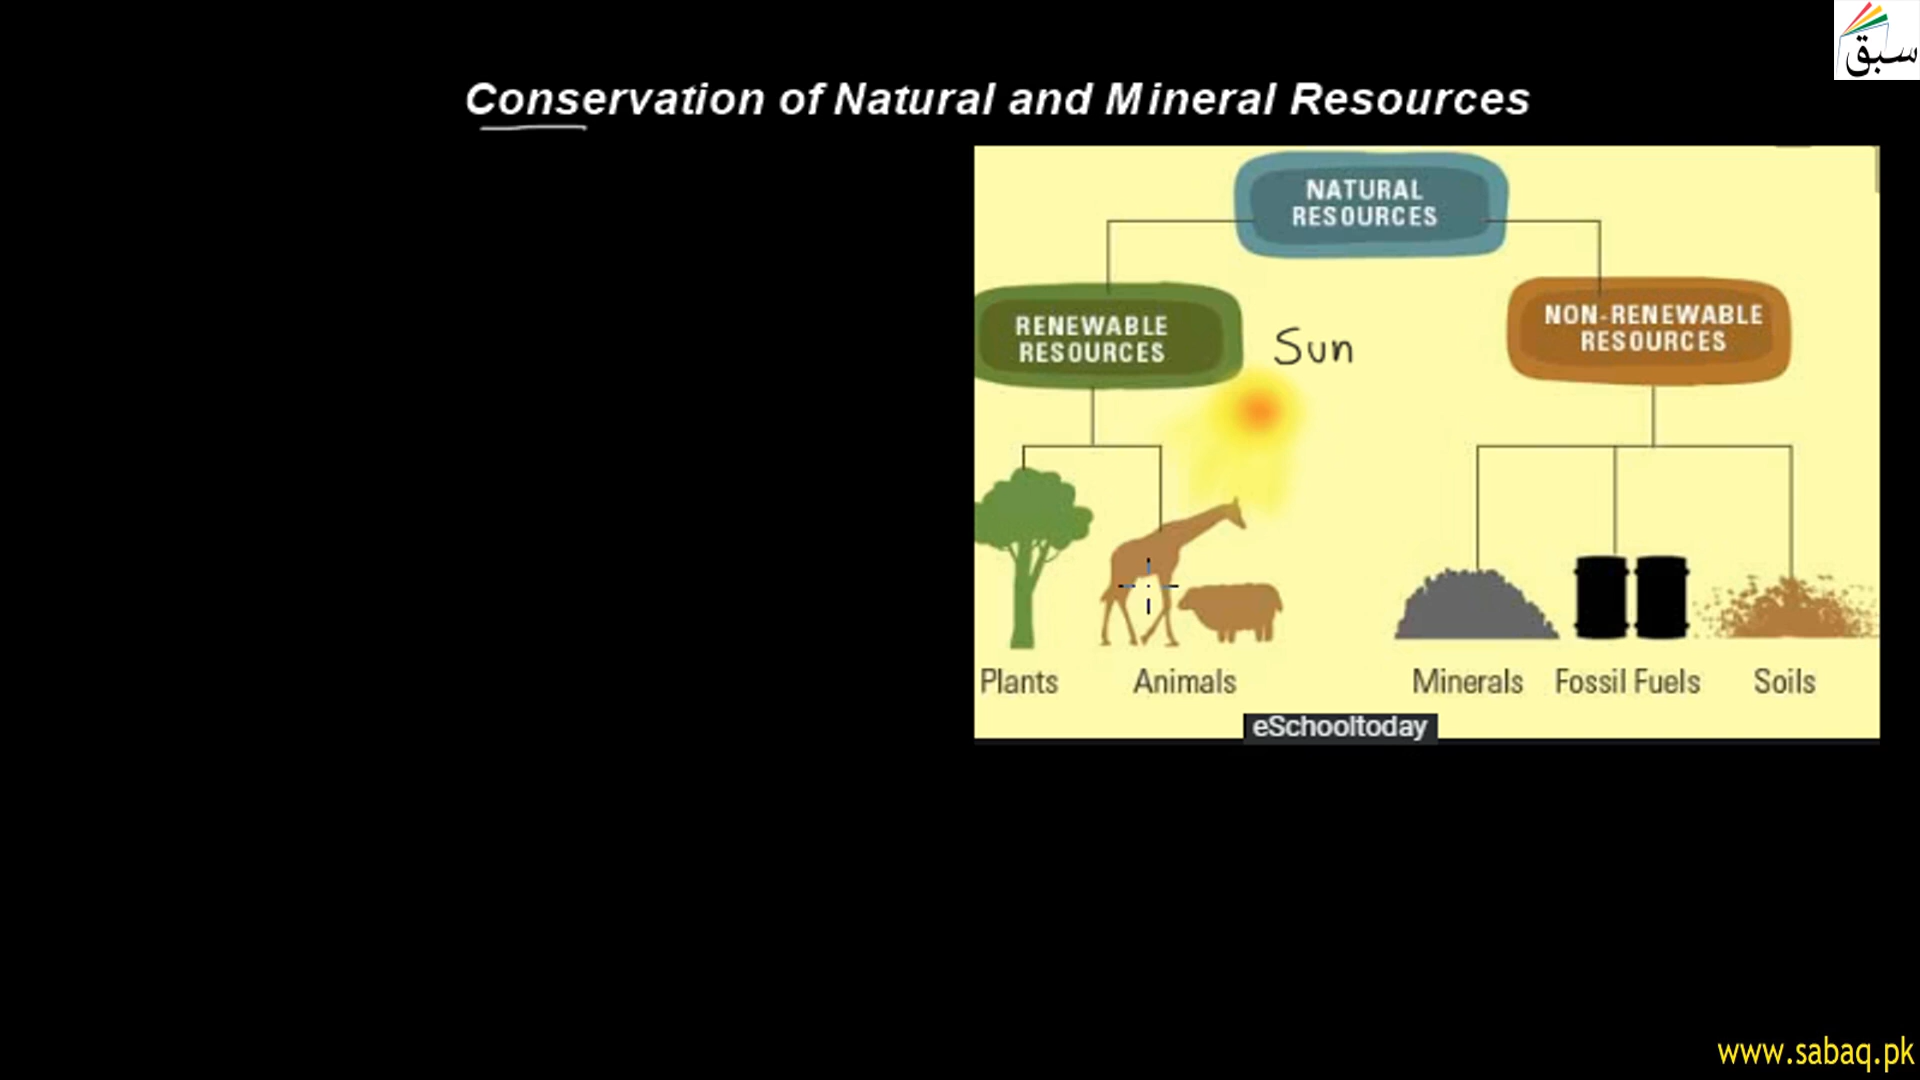 سبق
Conservation of Natural and Mineral Resources
NATURAL
RESOURCES
RENEWABLE
RESOURCES
Sun
NON-RENEWABLE
RESOURCES
Plants
Animals
Minerals
Fossil Fuels
Soils
eSchooltoday
www.sabaq.pk